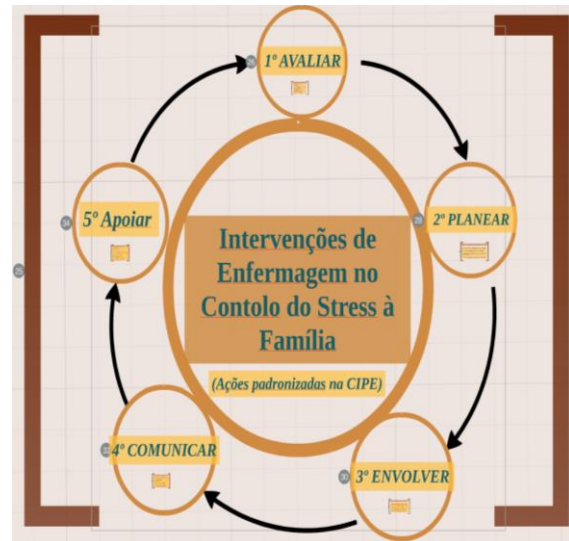 1º AVALIAR
2º PLANEAR
5º Apoiar
Intervenções de
Enfermagem no
Contolo do Stress à
Família
(Ações padronizadas na CIPE)
4º COMUNICAR
3º ENVOLVER